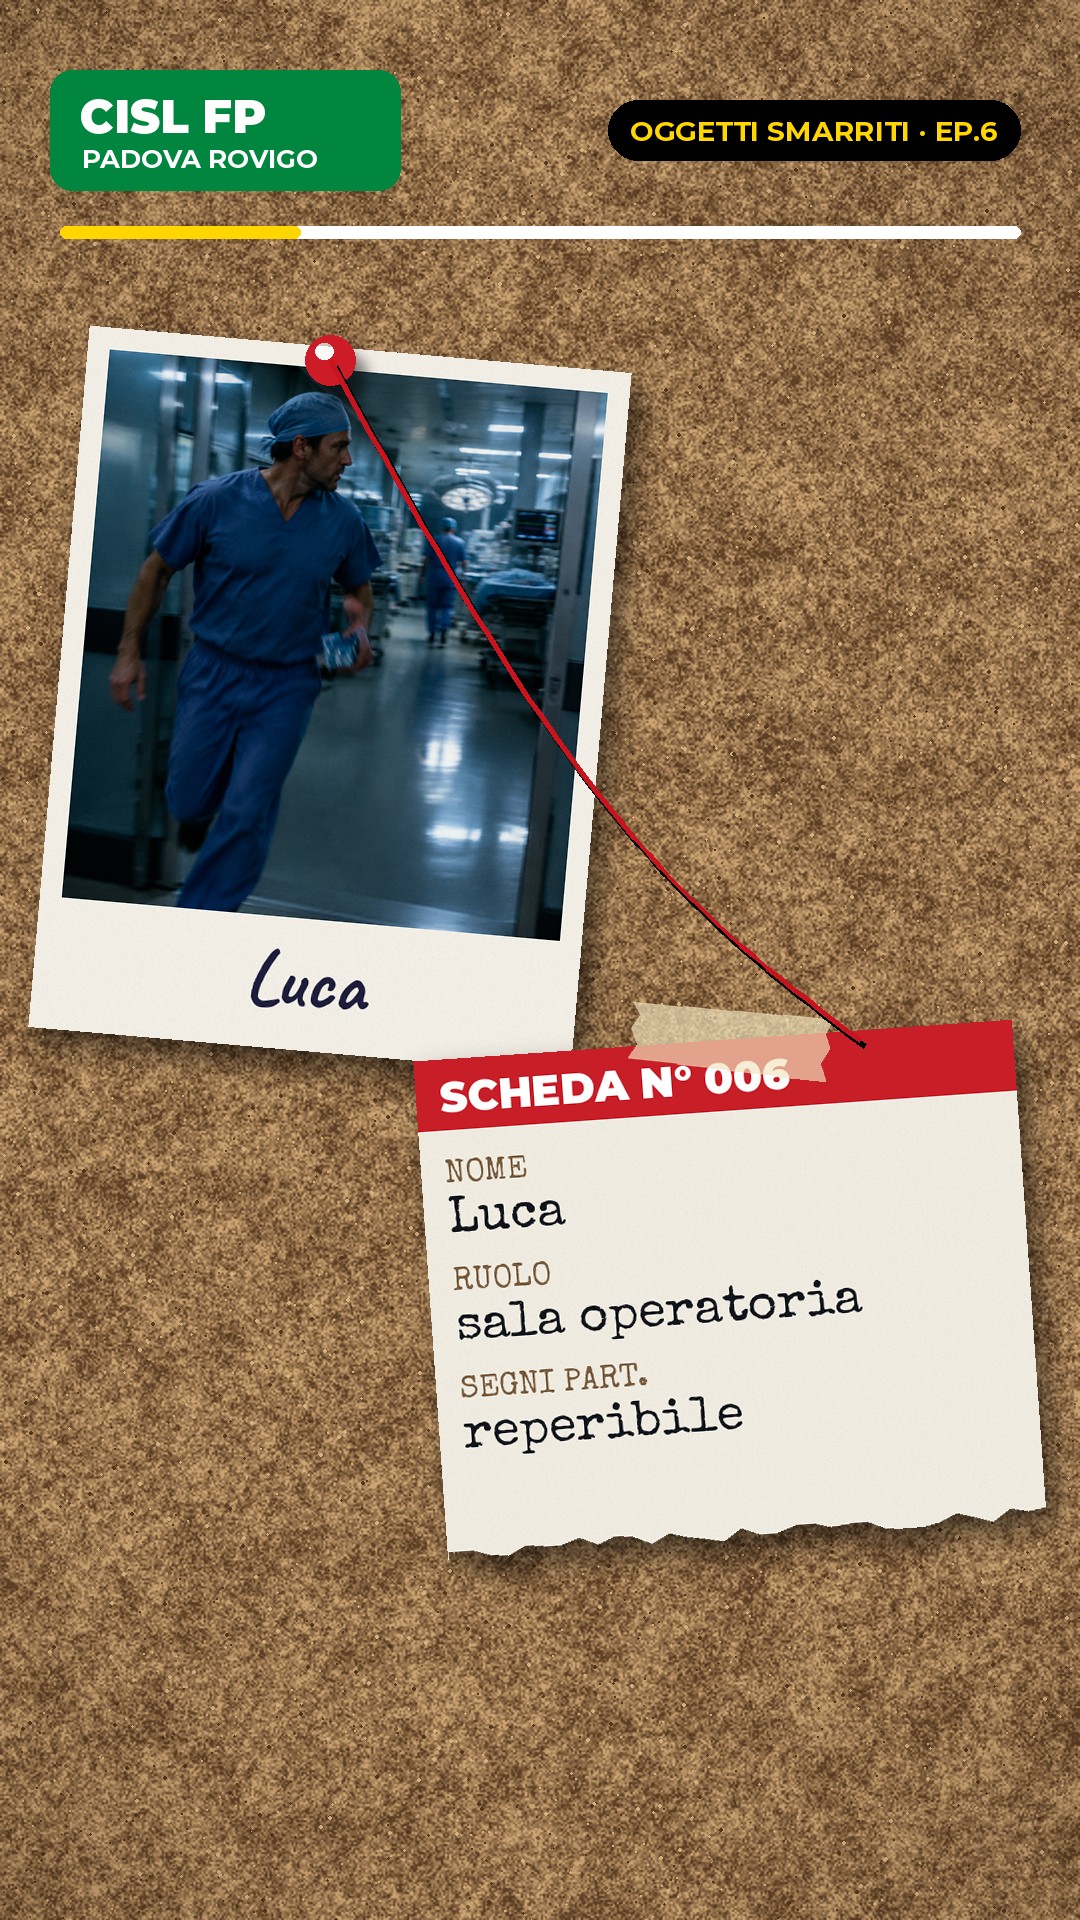 CISL FP
PADOVA ROVIGO
OGGETTI SMARRITI · EP.6
Luca
SCHEDA N° 006
NOME
Luca
RUOLO
sala operatoria
SEGNI PART.
reperibile